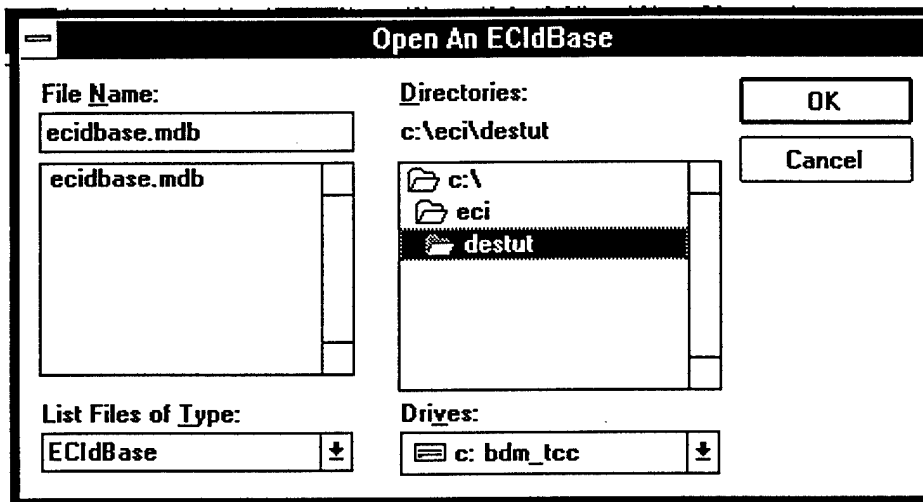 Open An ECIdBase
File Name:
ecidbase.mdb
ecidbase.mdb
Directories:
c:\eci\destut
c:\
eci
destut
OK
Cancel
List Files of Type:
ECIdBase
Drives:
c: bdm_tcc